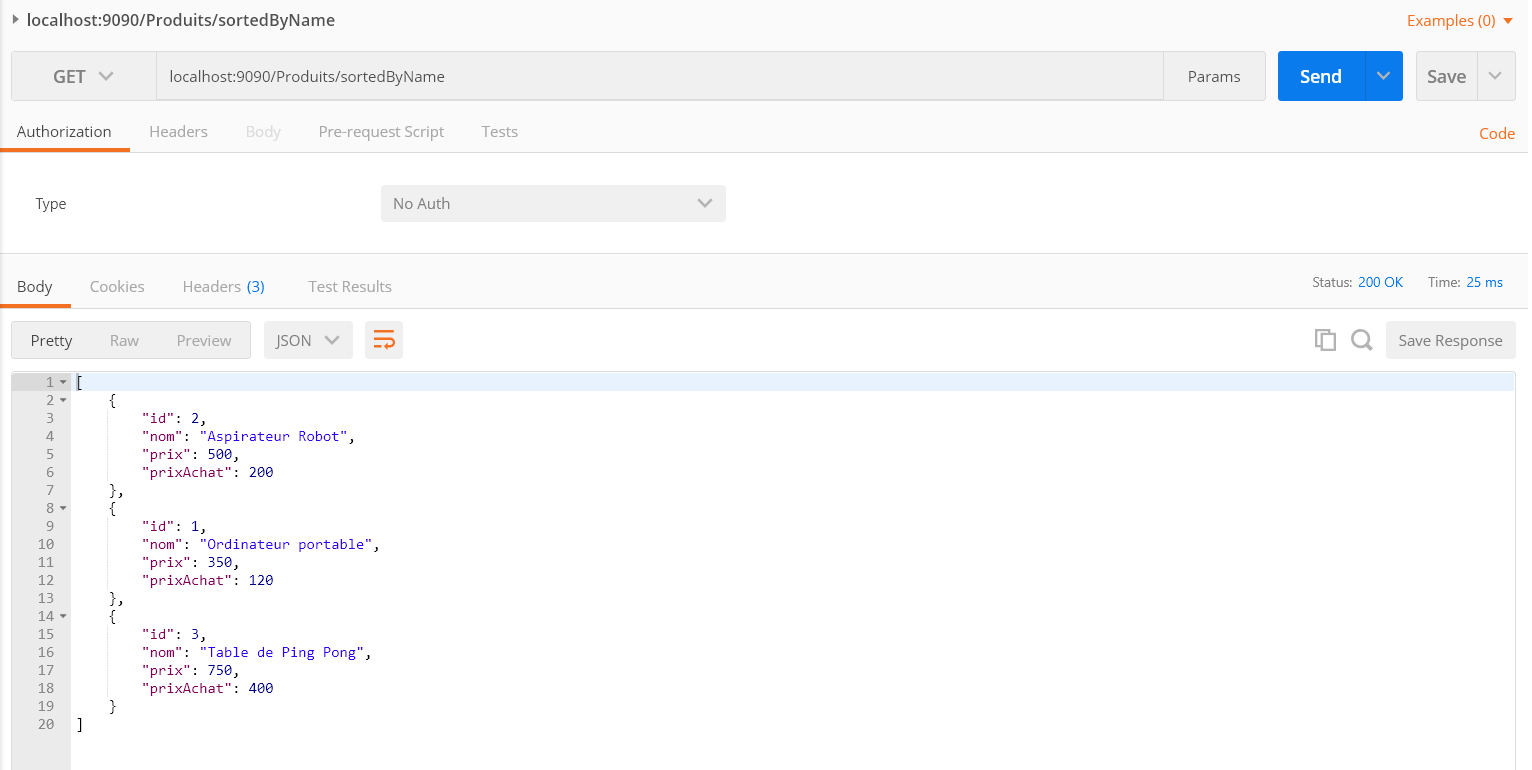 localhost:9090/Produits/sortedByName Examples (0)
GET localhost:9090/Produits/sortedByName Params Send Save
Authorization Headers Body Pre-request Script Tests Code
Type No Auth
Body Cookies Headers (3) Test Results Status: 200 OK Time: 25 ms
Pretty Raw Preview JSON Save Response
1 [
2 {
3 "id": 2,
4 "nom": "Aspirateur Robot",
5 "prix": 500,
6 "prixAchat": 200
7 },
8 {
9 "id": 1,
10 "nom": "Ordinateur portable",
11 "prix": 350,
12 "prixAchat": 120
13 },
14 {
15 "id": 3,
16 "nom": "Table de Ping Pong",
17 "prix": 750,
18 "prixAchat": 400
19 }
20 ]